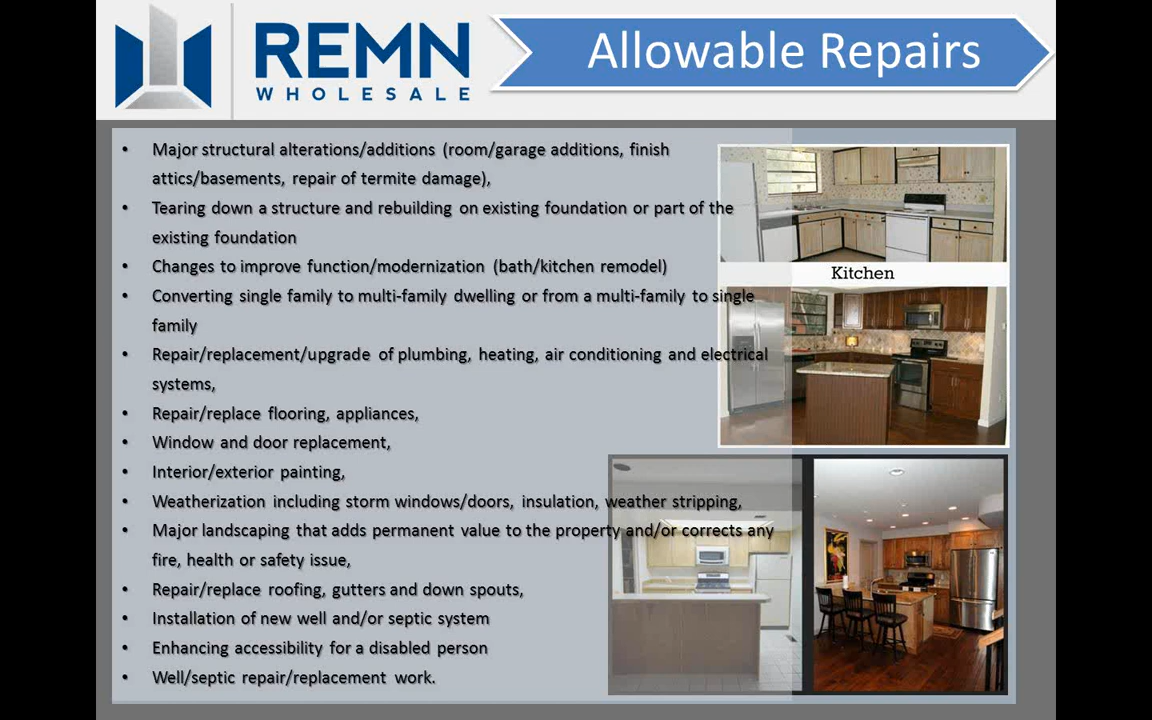 REMN
WHOLESALE
Allowable Repairs
• Major structural alterations/additions (room/garage additions, finish
attics/basements, repair of termite damage),
• Tearing down a structure and rebuilding on existing foundation or part of the
existing foundation
• Changes to improve function/modernization (bath/kitchen remodel)
• Converting single family to multi-family dwelling or from a multi-family to single
family
• Repair/replacement/upgrade of plumbing, heating, air conditioning and electrical
systems,
• Repair/replace flooring, appliances,
• Window and door replacement,
• Interior/exterior painting,
• Weatherization including storm windows/doors, insulation, weather stripping,
• Major landscaping that adds permanent value to the property and/or corrects any
fire, health or safety issue,
• Repair/replace roofing, gutters and down spouts,
• Installation of new well and/or septic system
• Enhancing accessibility for a disabled person
• Well/septic repair/replacement work.
Kitchen